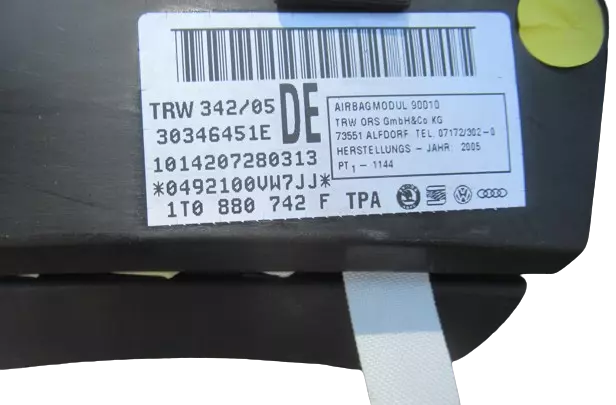 TRW 342/05 DE
30346451E
1014207280313
*0492100VW7JJ*
1T0 880 742 F TPA
AIRBAGMODUL 90010
TRW ORS GmbH&Co KG
73551 ALFDORF TEL. 07172/302-0
HERSTELLUNGS - JAHR 2005
PT1 - 1144